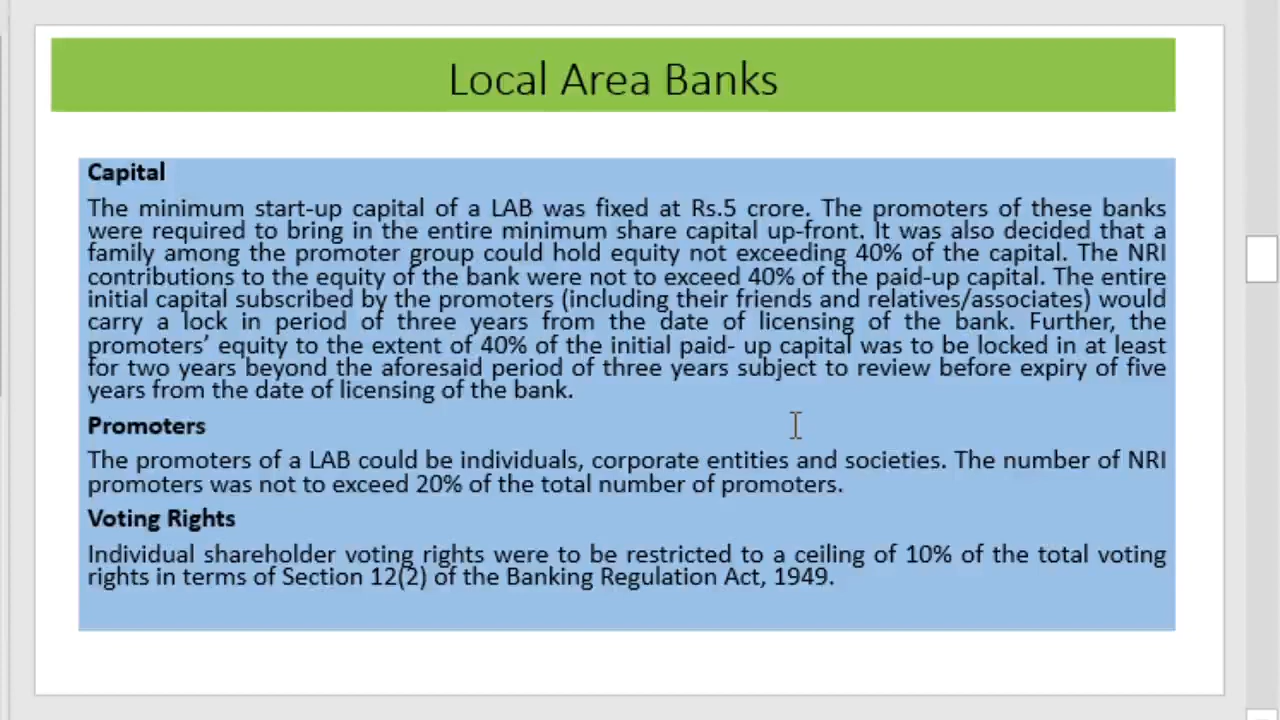 Local Area Banks
Capital
The minimum start-up capital of a LAB was fixed at Rs.5 crore. The promoters of these banks
were required to bring in the entire minimum share capital up-front. It was also decided that a
family among the promoter group could hold equity not exceeding 40% of the capital. The NRI
contributions to the equity of the bank were not to exceed 40% of the paid-up capital. The entire
initial capital subscribed by the promoters (including their friends and relatives/associates) would
carry a lock in period of three years from the date of licensing of the bank. Further, the
promoters’ equity to the extent of 40% of the initial paid- up capital was to be locked in at least
for two years beyond the aforesaid period of three years subject to review before expiry of five
years from the date of licensing of the bank.
Promoters
The promoters of a LAB could be individuals, corporate entities and societies. The number of NRI
promoters was not to exceed 20% of the total number of promoters.
Voting Rights
Individual shareholder voting rights were to be restricted to a ceiling of 10% of the total voting
rights in terms of Section 12(2) of the Banking Regulation Act, 1949.